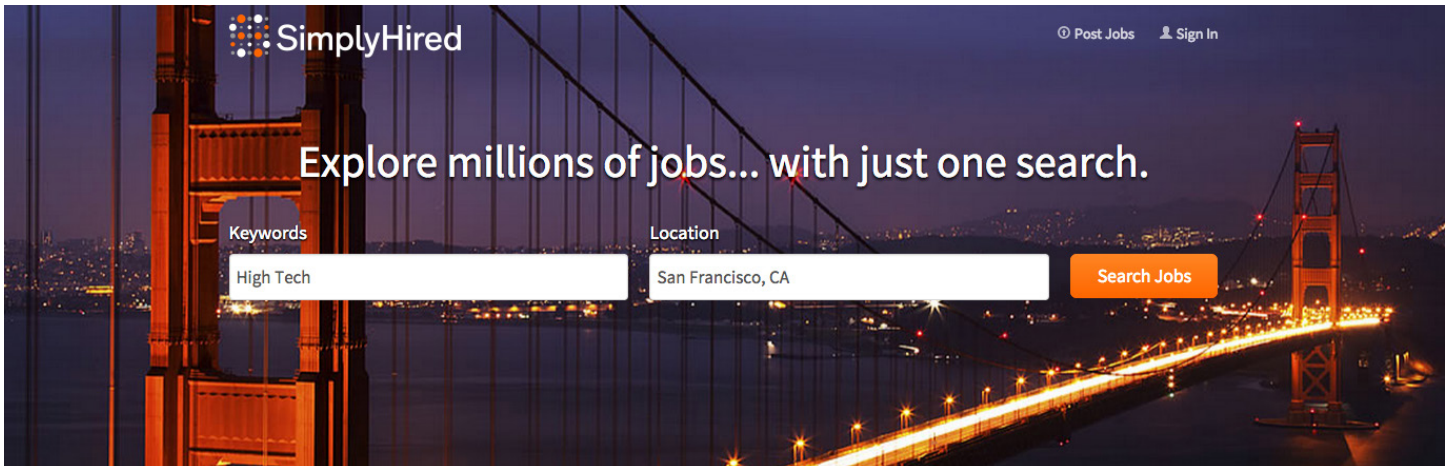 SimplyHired
Post Jobs Sign In
Explore millions of jobs... with just one search.
Keywords Location
High Tech San Francisco, CA Search Jobs